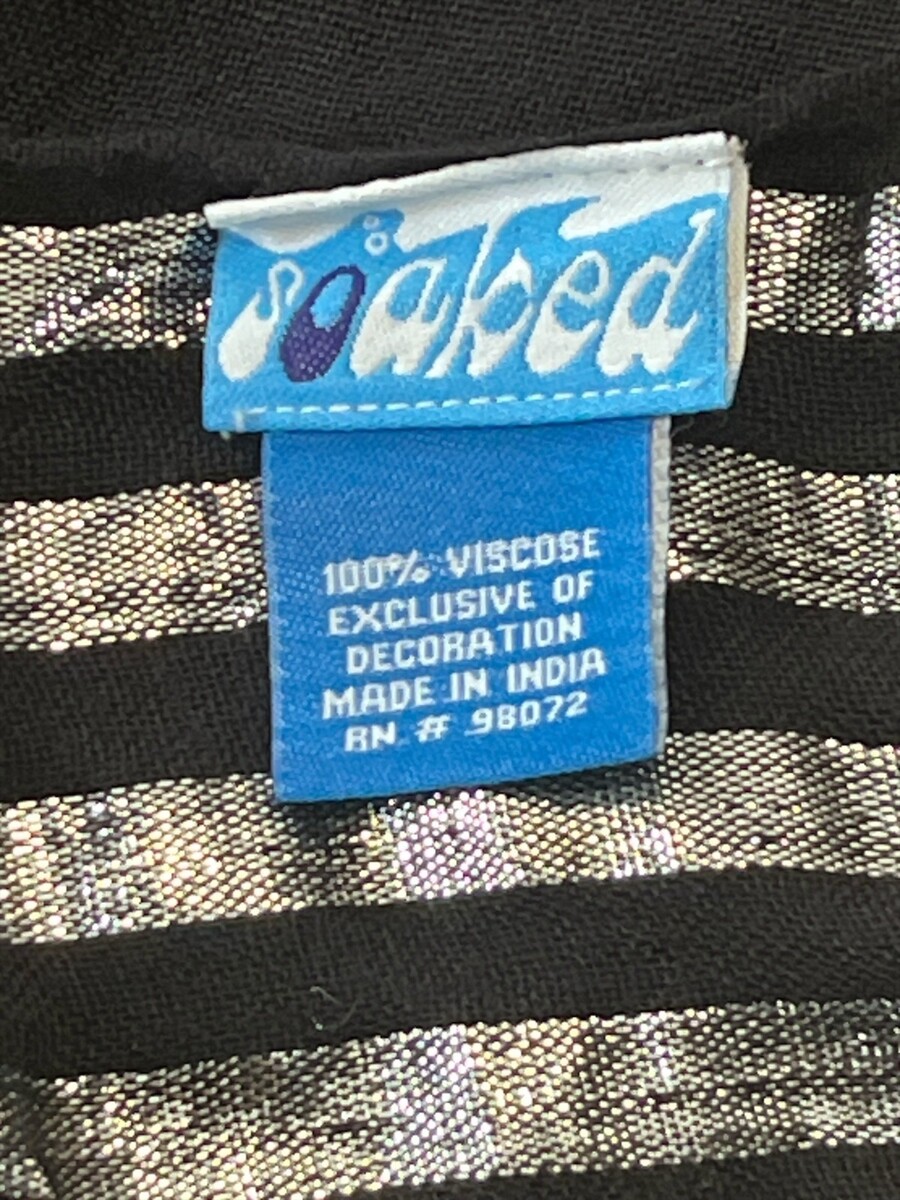 Soaked
100% VISCOSE
EXCLUSIVE OF
DECORATION
MADE IN INDIA
RN # 98072